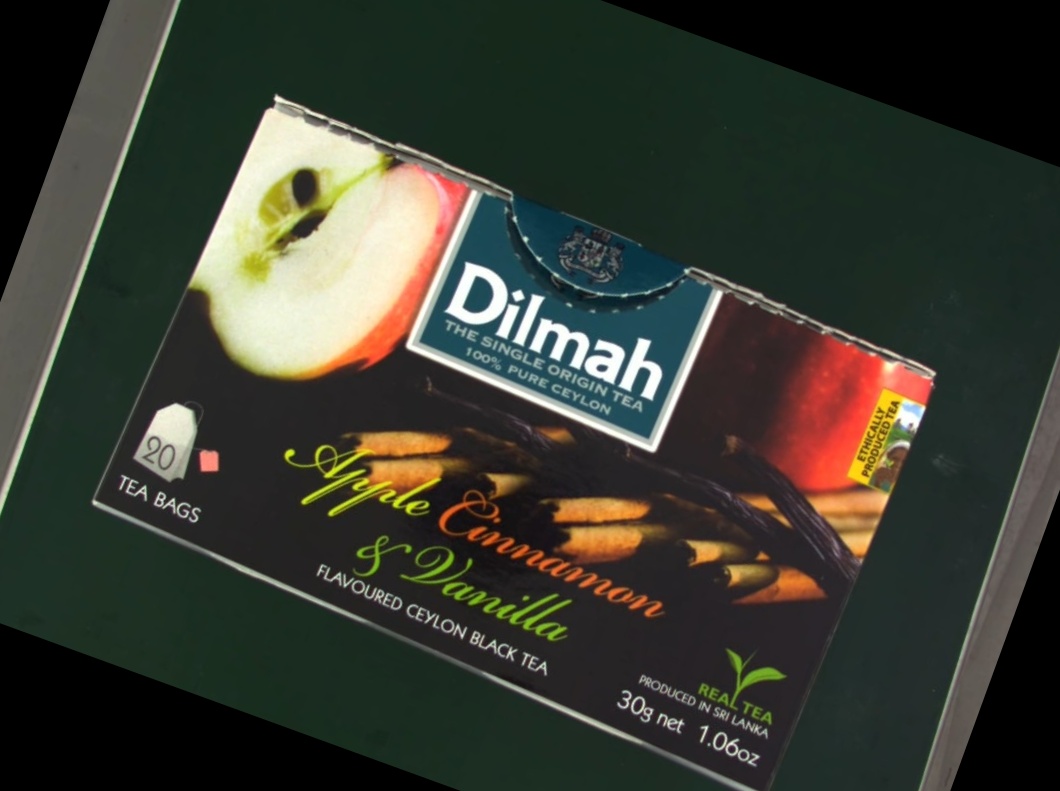 Dilmah
THE SINGLE ORIGIN TEA
100% PURE CEYLON
ETHICALLY
PRODUCED TEA
20
TEA BAGS
Apple Cinnamon
& Vanilla
FLAVOURED CEYLON BLACK TEA
REAL TEA
PRODUCED IN SRI LANKA
30g net 1.06oz